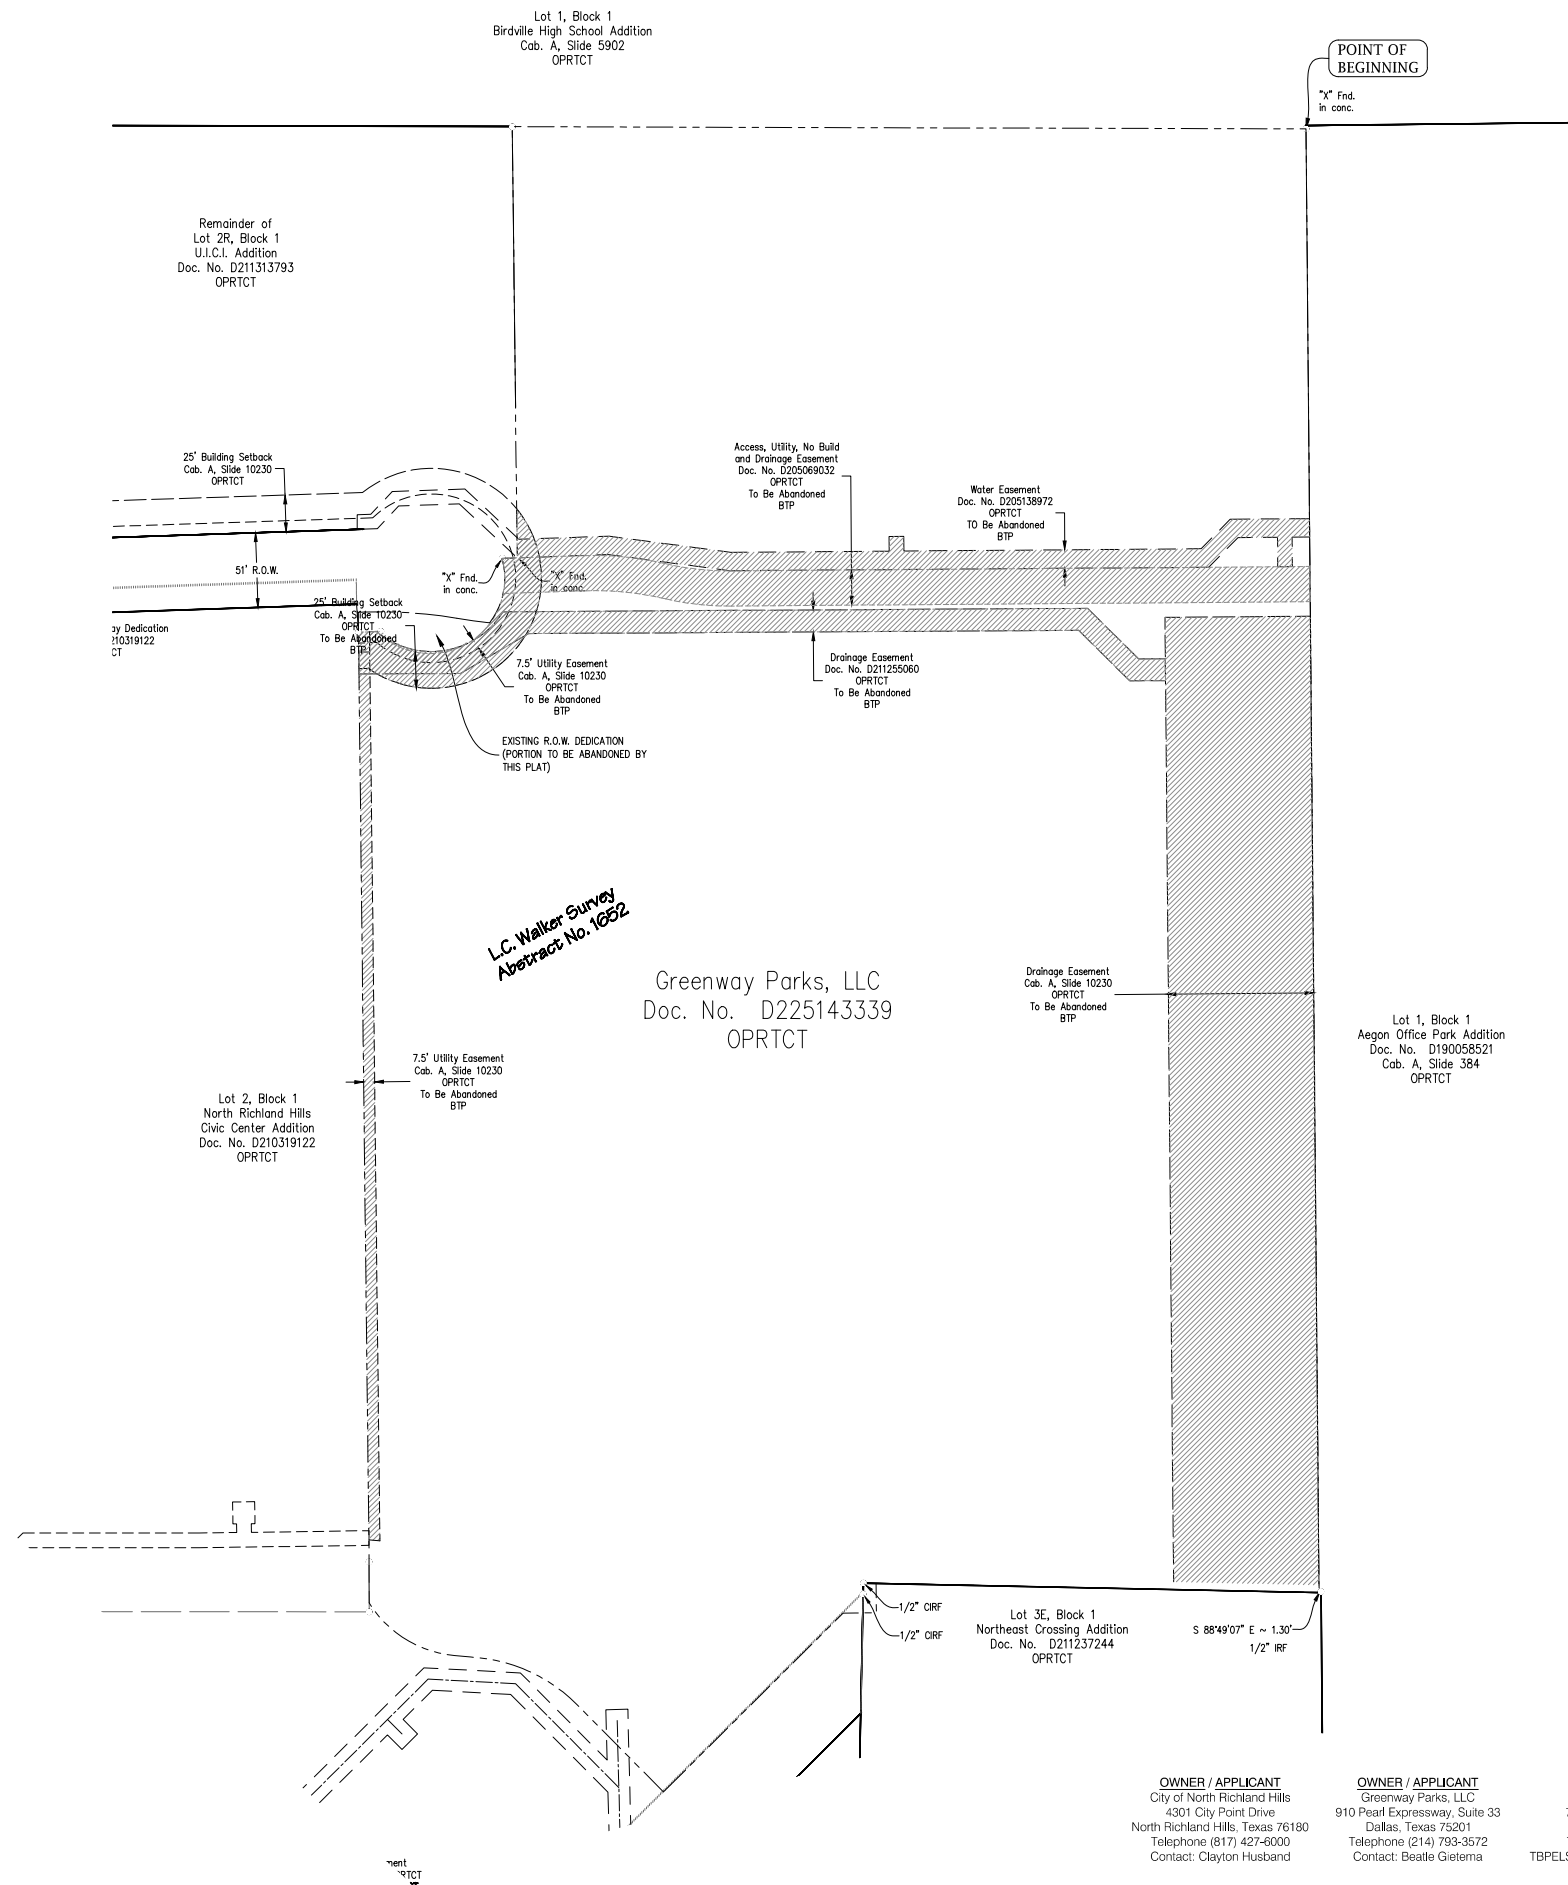 Lot 1, Block 1
Birdville High School Addition
Cab. A, Slide 5902
OPRTCT
POINT OF
BEGINNING
"X" Fnd.
in conc.
Remainder of
Lot 2R, Block 1
U.I.C.I. Addition
Doc. No. D211313793
OPRTCT
25' Building Setback
Cab. A, Slide 10230
OPRTCT
Access, Utility, No Build
and Drainage Easement
Doc. No. D205069032
OPRTCT
To Be Abandoned
BTP
Water Easement
Doc. No. D205138972
OPRTCT
TO Be Abandoned
BTP
51' R.O.W.
"X" Fnd.
in conc.
"X" Fnd.
in conc.
25' Building Setback
Cab. A, Slide 10230
OPRTCT
To Be Abandoned
BTP
ay Dedication
210319122
CT
7.5' Utility Easement
Cab. A, Slide 10230
OPRTCT
To Be Abandoned
BTP
Drainage Easement
Doc. No. D211255060
OPRTCT
To Be Abandoned
BTP
EXISTING R.O.W. DEDICATION
(PORTION TO BE ABANDONED BY
THIS PLAT)
L.C. Walker Survey
Abstract No. 1652
Greenway Parks, LLC
Doc. No. D225143339
OPRTCT
Drainage Easement
Cab. A, Slide 10230
OPRTCT
To Be Abandoned
BTP
Lot 1, Block 1
Aegon Office Park Addition
Doc. No. D190058521
Cab. A, Slide 384
OPRTCT
7.5' Utility Easement
Cab. A, Slide 10230
OPRTCT
To Be Abandoned
BTP
Lot 2, Block 1
North Richland Hills
Civic Center Addition
Doc. No. D210319122
OPRTCT
1/2" CIRF
1/2" CIRF
Lot 3E, Block 1
Northeast Crossing Addition
Doc. No. D211237244
OPRTCT
S 88°49'07" E ~ 1.30'
1/2" IRF
OWNER / APPLICANT
City of North Richland Hills
4301 City Point Drive
North Richland Hills, Texas 76180
Telephone (817) 427-6000
Contact: Clayton Husband
OWNER / APPLICANT
Greenway Parks, LLC
910 Pearl Expressway, Suite 33
Dallas, Texas 75201
Telephone (214) 793-3572
Contact: Beatle Gietema
TBPELS
ment
RTCT